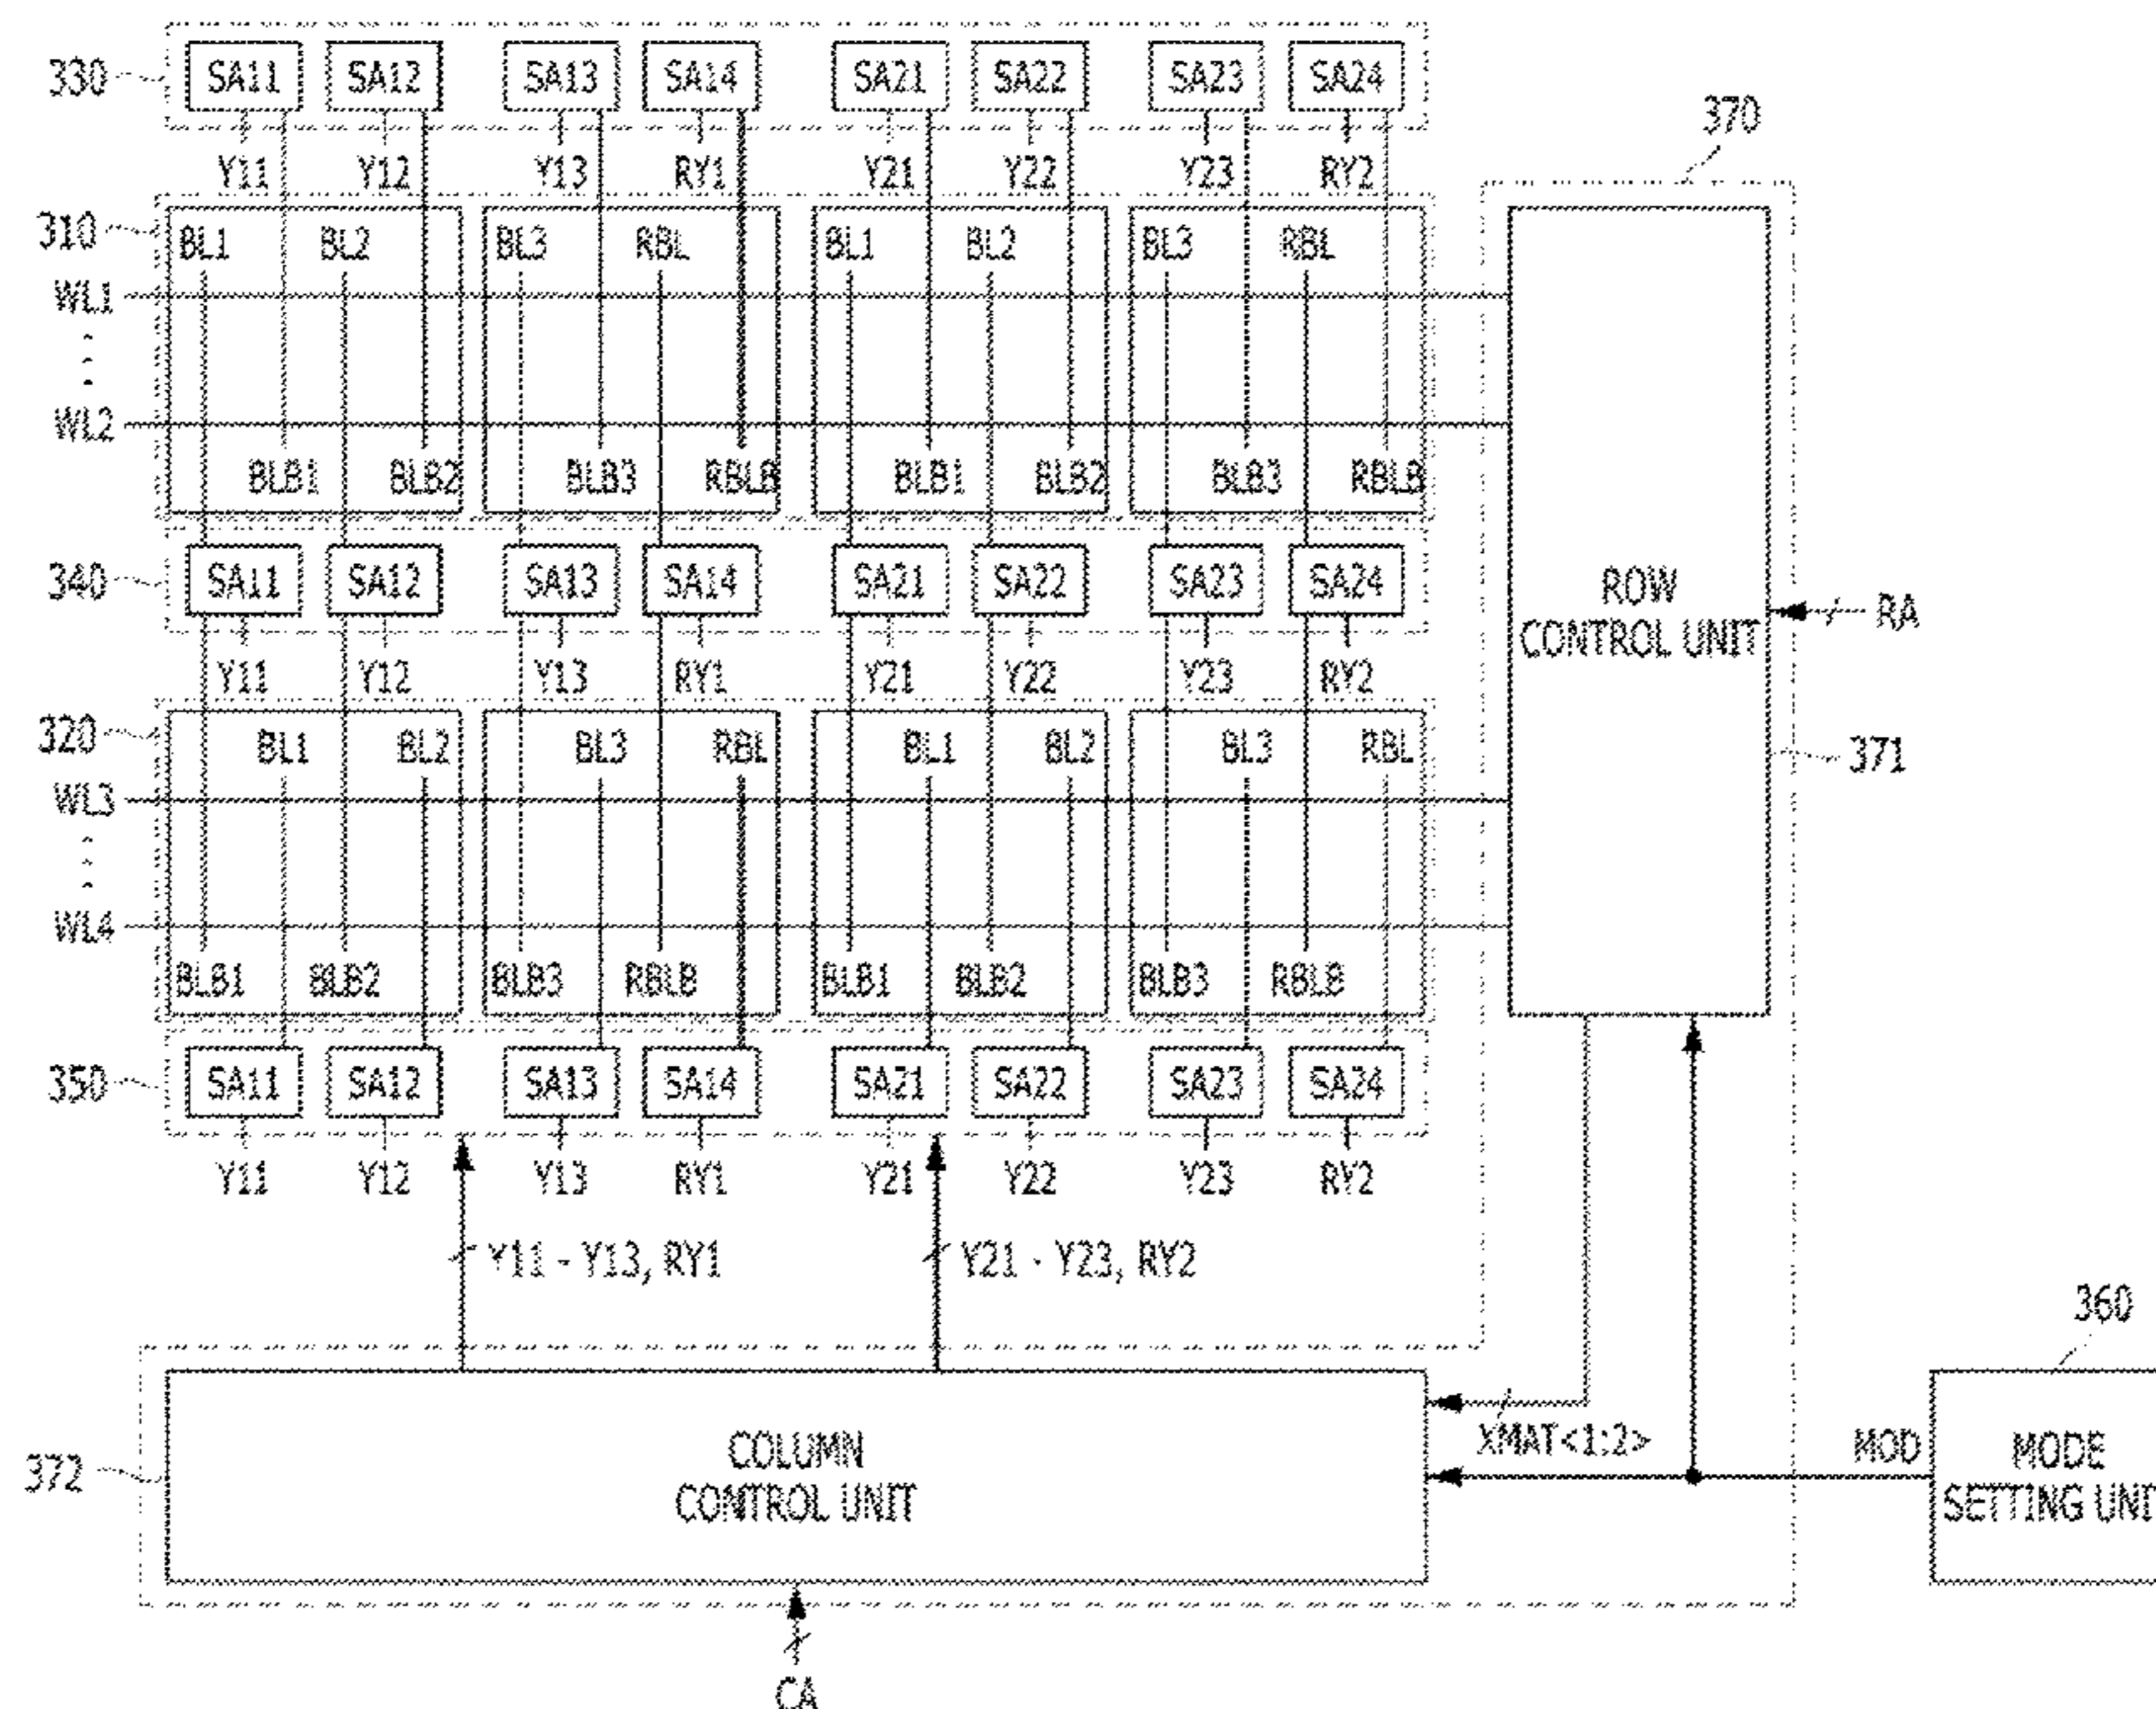 330 SA11 SA12 SA13 SA14 SA21 SA22 SA23 SA24
370
Y11 Y12 Y13 RY1 Y21 Y22 Y23 RY2
310 BL1 BL2 BL3 RBL BL1 BL2 BL3 RBL
WL1
WL2
BLB1 BLB2 BLB3 RBLB BLB1 BLB2 BLB3 RBLB
340 SA11 SA12 SA13 SA14 SA21 SA22 SA23 SA24
ROW
CONTROL UNIT
RA
Y11 Y12 Y13 RY1 Y21 Y22 Y23 RY2
320 BL1 BL2 BL3 RBL BL1 BL2 BL3 RBL
371
WL3
WL4
BLB1 BLB2 BLB3 RBLB BLB1 BLB2 BLB3 RBLB
350 SA11 SA12 SA13 SA14 SA21 SA22 SA23 SA24
Y11 Y12 Y13 RY1 Y21 Y22 Y23 RY2
Y11 - Y13, RY1
Y21 - Y23, RY2
360
372
COLUMN
CONTROL UNIT
XMAT<1:2>
MOD
MODE
SETTING UNI
CA